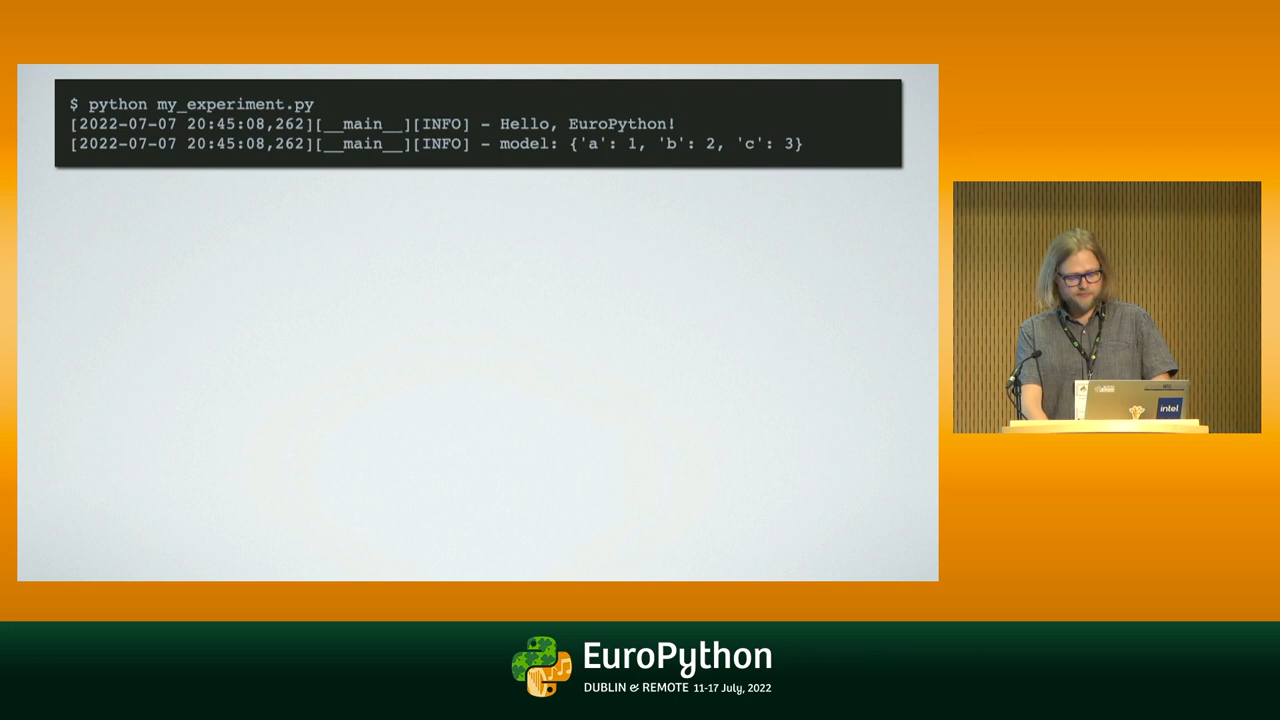 $ python my_experiment.py
[2022-07-07 20:45:08,262][__main__][INFO] - Hello, EuroPython!
[2022-07-07 20:45:08,262][__main__][INFO] - model: {'a': 1, 'b': 2, 'c': 3}
intel
EuroPython
DUBLIN & REMOTE 11-17 July, 2022